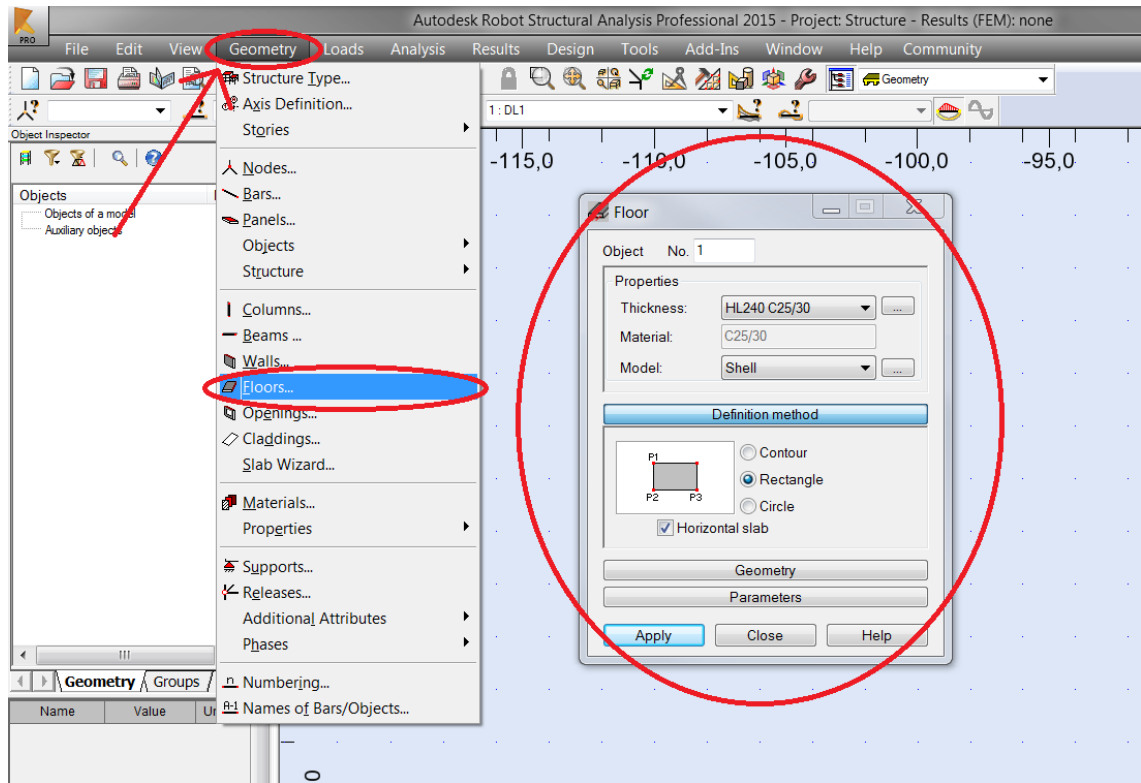 Autodesk Robot Structural Analysis Professional 2015 - Project: Structure - Results (FEM): none
PRO
File Edit View Geometry Loads Analysis Results Design Tools Add-Ins Window Help Community
Geometry
1 : DL1
Object Inspector
Objects
Objects of a model
Auxiliary objects
Structure Type...
Axis Definition...
Stories
Nodes...
Bars...
Panels...
Objects
Structure
Columns...
Beams ...
Walls...
Floors...
Openings...
Claddings...
Slab Wizard...
Materials...
Properties
Supports...
Releases...
Additional Attributes
Phases
Numbering...
Names of Bars/Objects...
-115,0 -110,0 -105,0 -100,0 -95,0
Floor
Object No. 1
Properties
Thickness: HL240 C25/30 ...
Material: C25/30
Model: Shell ...
Definition method
P1
P2 P3
Contour
Rectangle
Circle
Horizontal slab
Geometry
Parameters
Apply Close Help
Geometry Groups
Name Value
0